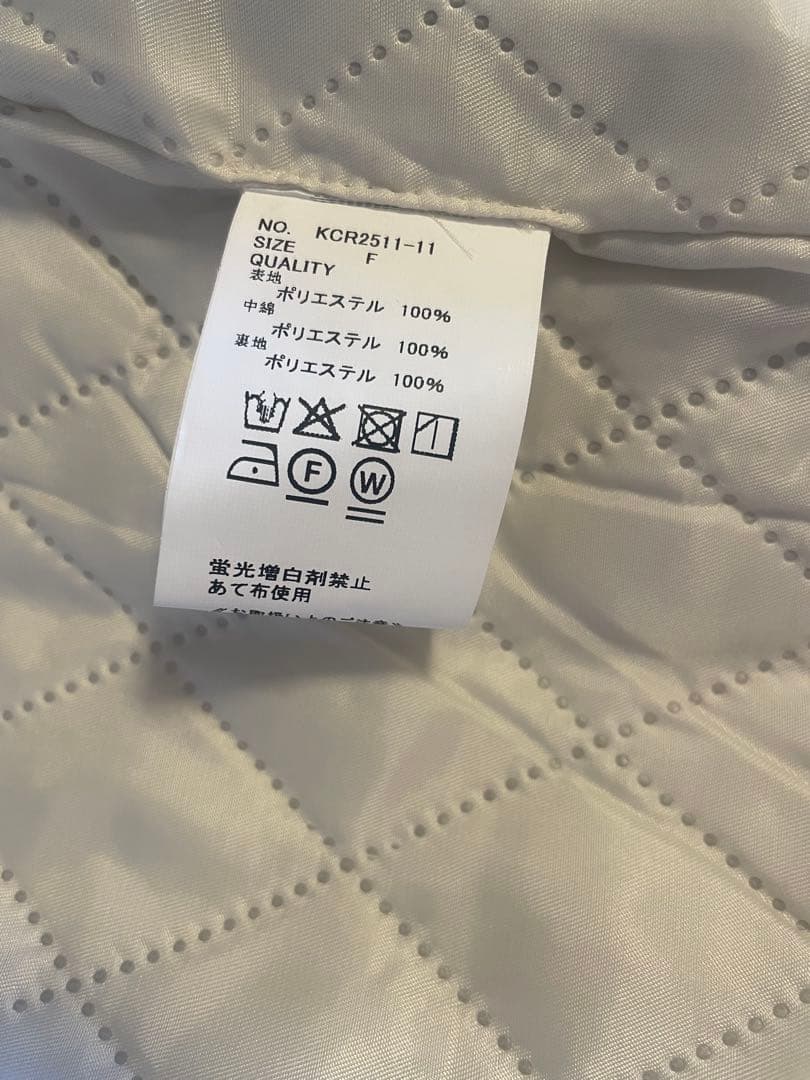 NO. KCR2511-11
SIZE F
QUALITY
表地
ポリエステル 100%
中綿
ポリエステル 100%
裏地
ポリエステル 100%
F W
蛍光増白剤禁止
あて布使用